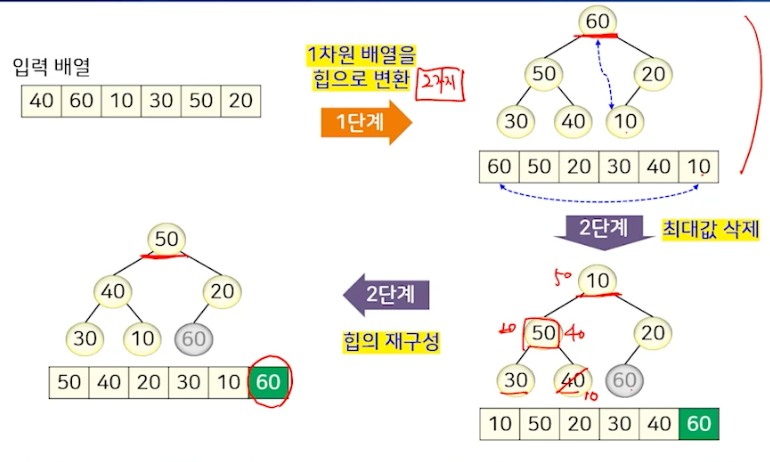 입력 배열
40 60 10 30 50 20
1차원 배열을
힙으로 변환
2가지
1단계
60
50 20
30 40 10
60 50 20 30 40 10
2단계
최대값 삭제
50 10
10 50 40 20
30 40 10 60
10 50 20 30 40 60
2단계
힙의 재구성
50
40 20
30 10 60
50 40 20 30 10 60